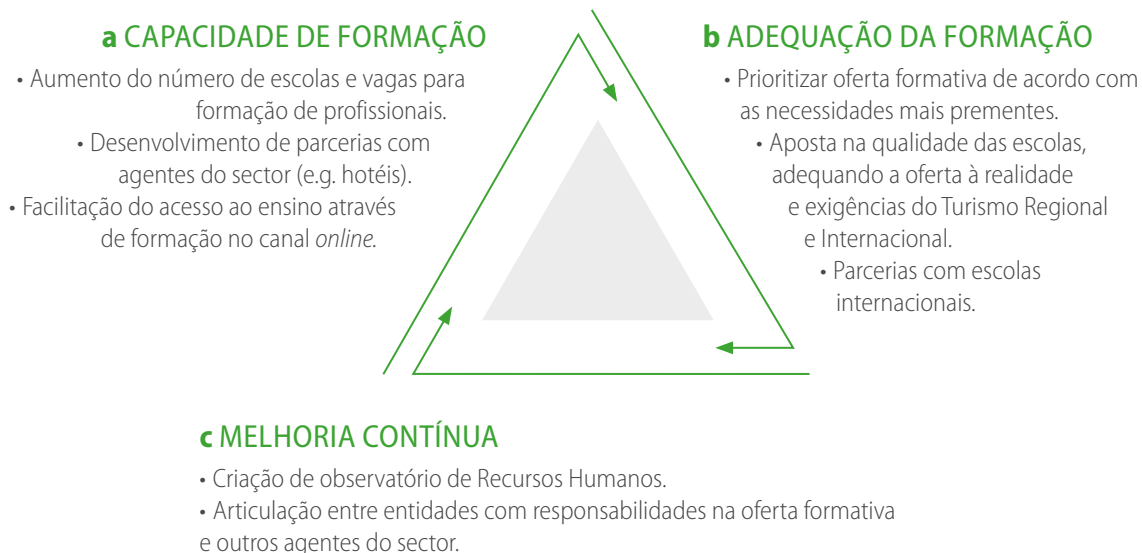 a CAPACIDADE DE FORMAÇÃO
• Aumento do número de escolas e vagas para
formação de profissionais.
• Desenvolvimento de parcerias com
agentes do sector (e.g. hotéis).
• Facilitação do acesso ao ensino através
de formação no canal online.
b ADEQUAÇÃO DA FORMAÇÃO
• Prioritizar oferta formativa de acordo com
as necessidades mais prementes.
• Aposta na qualidade das escolas,
adequando a oferta à realidade
e exigências do Turismo Regional
e Internacional.
• Parcerias com escolas
internacionais.
c MELHORIA CONTÍNUA
• Criação de observatório de Recursos Humanos.
• Articulação entre entidades com responsabilidades na oferta formativa
e outros agentes do sector.